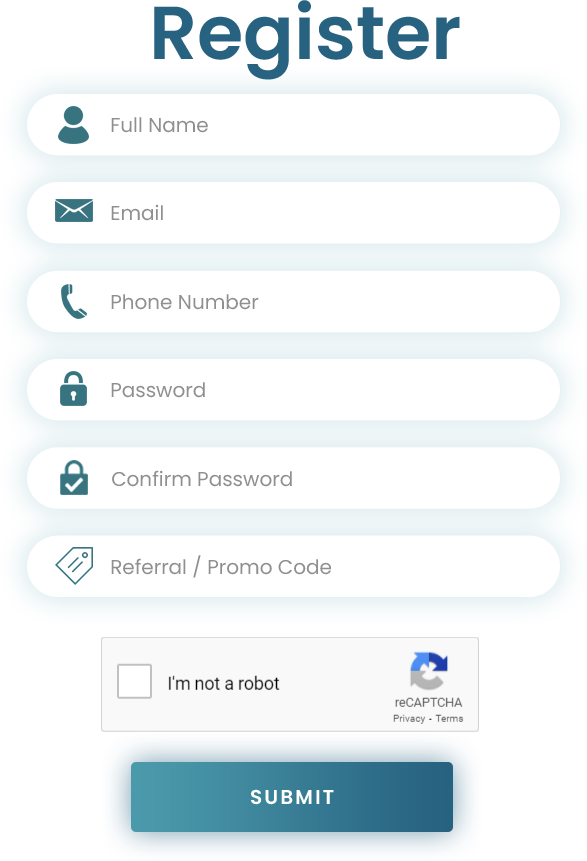 Register
Full Name
Email
Phone Number
Password
Confirm Password
Referral / Promo Code
I'm not a robot
reCAPTCHA
Privacy - Terms
SUBMIT